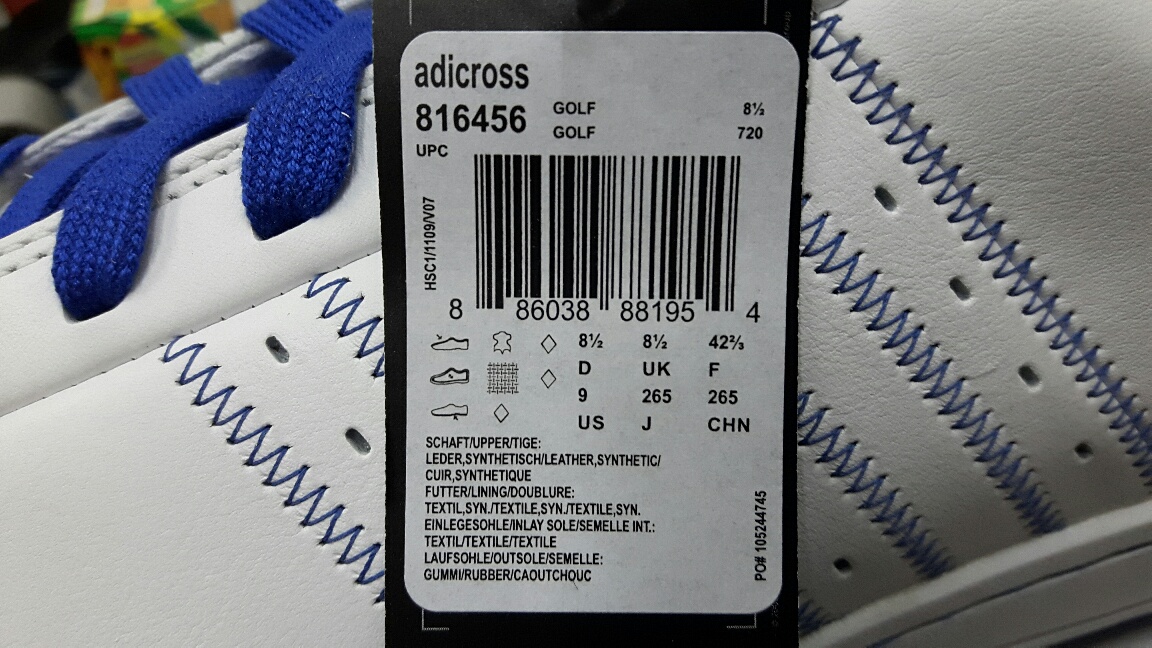 adicross
816456 GOLF 8½
GOLF 720
UPC
HSC1/1109/V07
8 86038 88195 4
8½ 8½ 42⅔
D UK F
9 265 265
US J CHN
SCHAFT/UPPER/TIGE:
LEDER,SYNTHETISCH/LEATHER,SYNTHETIC/
CUIR,SYNTHETIQUE
FUTTER/LINING/DOUBLURE:
TEXTIL,SYN./TEXTILE,SYN./TEXTILE,SYN.
EINLEGESOHLE/INLAY SOLE/SEMELLE INT.:
TEXTIL/TEXTILE/TEXTILE
LAUFSOHLE/OUTSOLE/SEMELLE:
GUMMI/RUBBER/CAOUTCHOUC
PO# 105244745